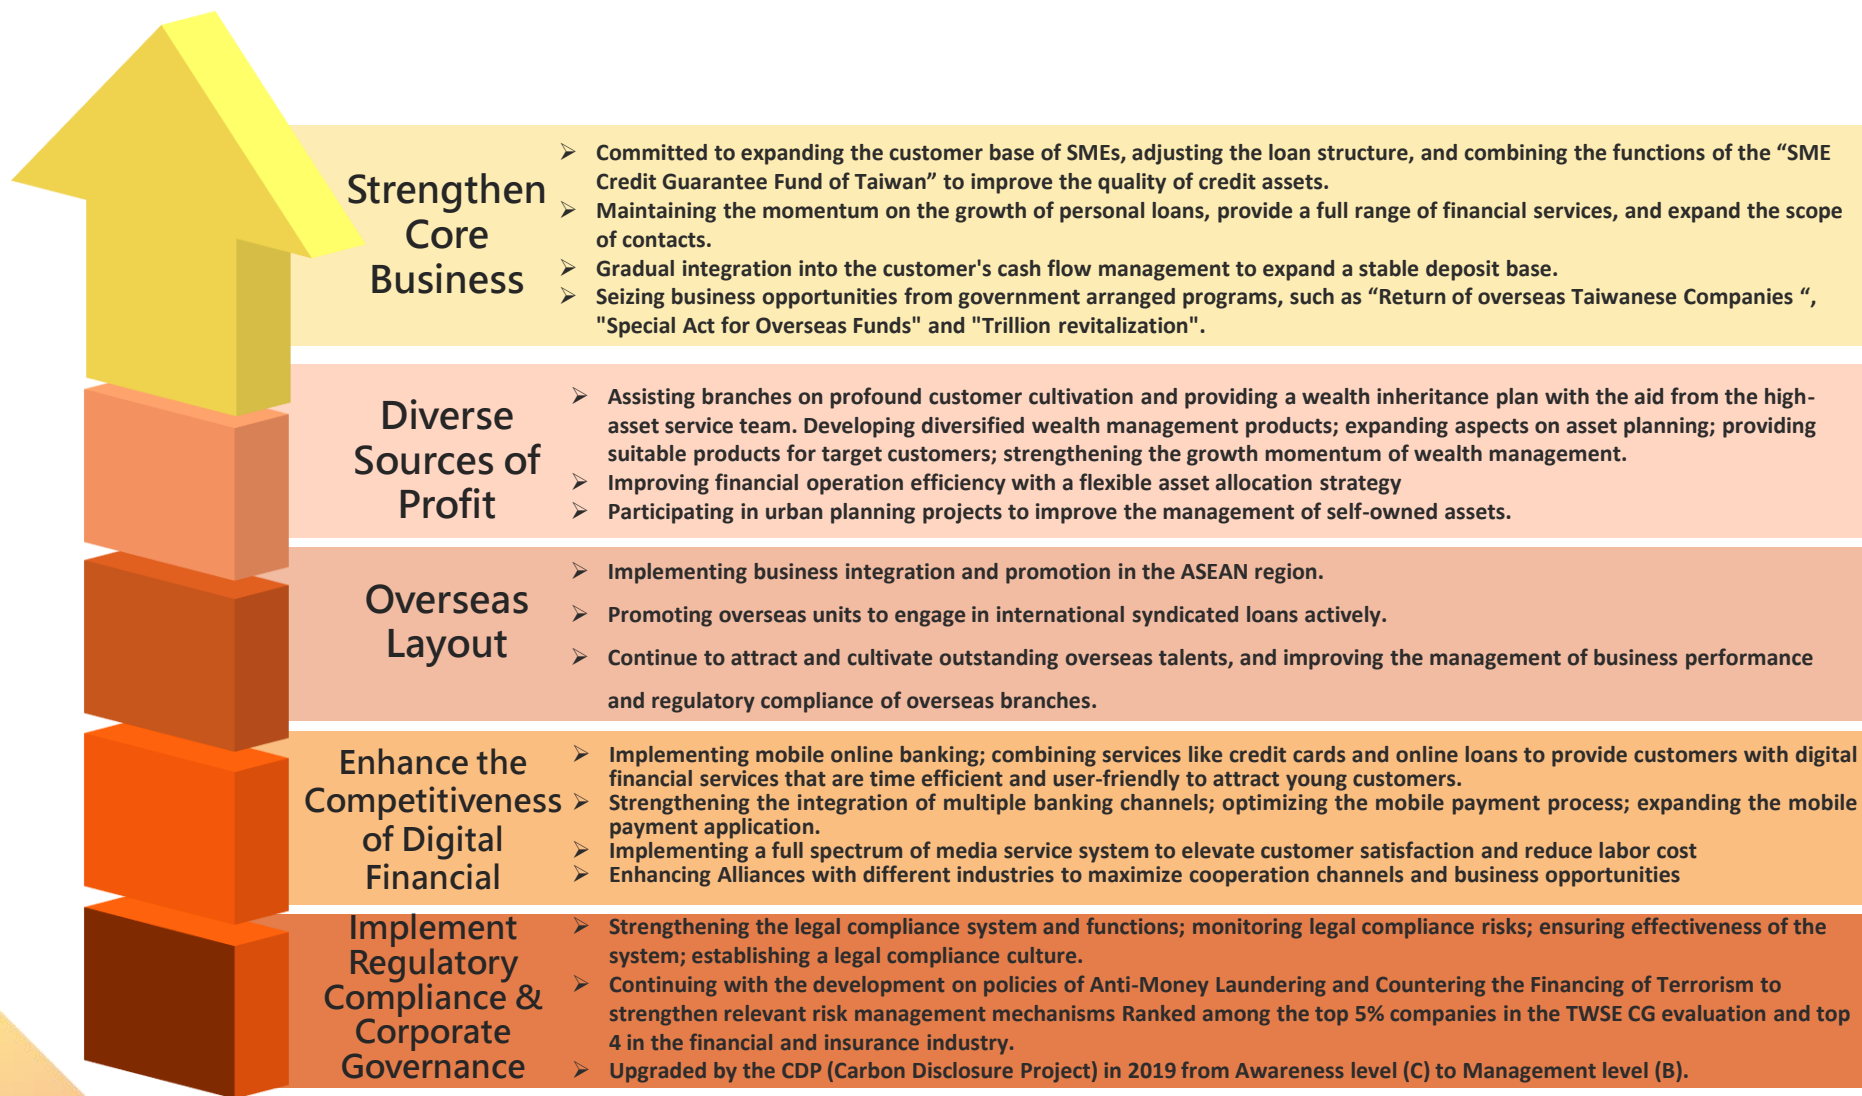 Strengthen
Core
Business
➢ Committed to expanding the customer base of SMEs, adjusting the loan structure, and combining the functions of the “SME
Credit Guarantee Fund of Taiwan” to improve the quality of credit assets.
➢ Maintaining the momentum on the growth of personal loans, provide a full range of financial services, and expand the scope
of contacts.
➢ Gradual integration into the customer's cash flow management to expand a stable deposit base.
➢ Seizing business opportunities from government arranged programs, such as “Return of overseas Taiwanese Companies “,
"Special Act for Overseas Funds" and "Trillion revitalization".
Diverse
Sources of
Profit
➢ Assisting branches on profound customer cultivation and providing a wealth inheritance plan with the aid from the high-
asset service team. Developing diversified wealth management products; expanding aspects on asset planning; providing
suitable products for target customers; strengthening the growth momentum of wealth management.
➢ Improving financial operation efficiency with a flexible asset allocation strategy
➢ Participating in urban planning projects to improve the management of self-owned assets.
Overseas
Layout
➢ Implementing business integration and promotion in the ASEAN region.
➢ Promoting overseas units to engage in international syndicated loans actively.
➢ Continue to attract and cultivate outstanding overseas talents, and improving the management of business performance
and regulatory compliance of overseas branches.
Enhance the
Competitiveness
of Digital
Financial
➢ Implementing mobile online banking; combining services like credit cards and online loans to provide customers with digital
financial services that are time efficient and user-friendly to attract young customers.
➢ Strengthening the integration of multiple banking channels; optimizing the mobile payment process; expanding the mobile
payment application.
➢ Implementing a full spectrum of media service system to elevate customer satisfaction and reduce labor cost
➢ Enhancing Alliances with different industries to maximize cooperation channels and business opportunities
Implement
Regulatory
Compliance &
Corporate
Governance
➢ Strengthening the legal compliance system and functions; monitoring legal compliance risks; ensuring effectiveness of the
system; establishing a legal compliance culture.
➢ Continuing with the development on policies of Anti-Money Laundering and Countering the Financing of Terrorism to
strengthen relevant risk management mechanisms Ranked among the top 5% companies in the TWSE CG evaluation and top
4 in the financial and insurance industry.
➢ Upgraded by the CDP (Carbon Disclosure Project) in 2019 from Awareness level (C) to Management level (B).